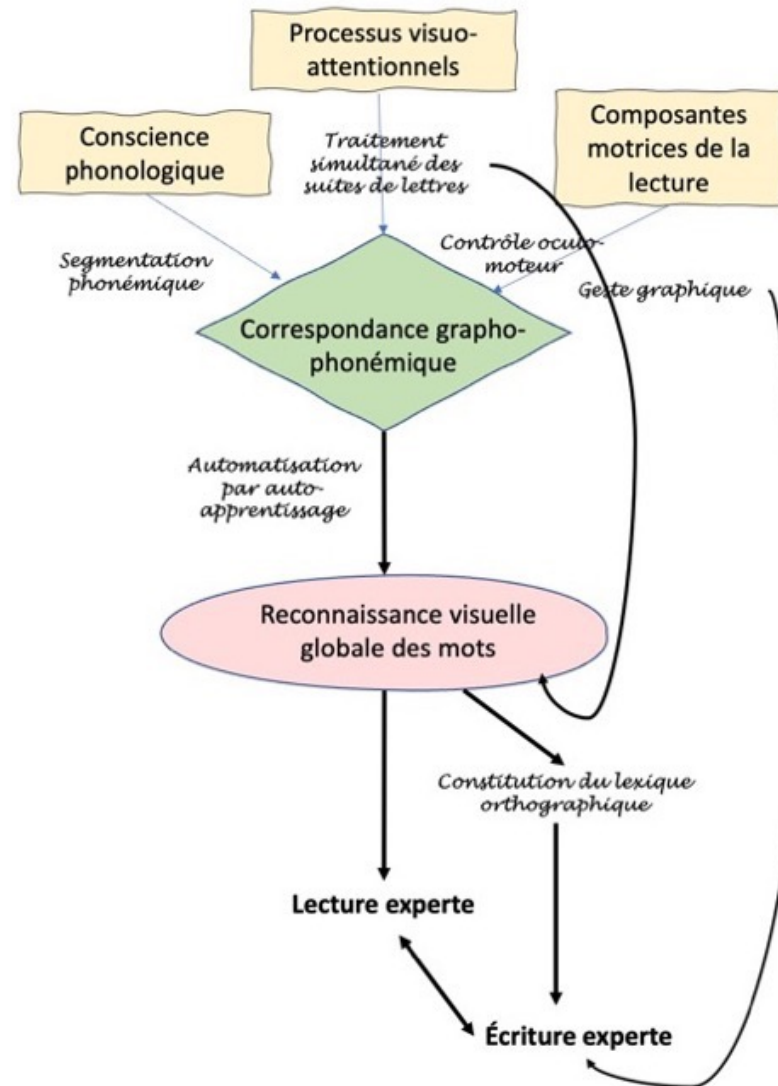 Processus visuo-
attentionnels
Conscience
phonologique
Composantes
motrices de la
lecture
Traitement
simultané des
suites de lettres
Segmentation
phonémique
Contrôle oculo-
moteur
Geste graphique
Correspondance grapho-
phonémique
Automatisation
par auto-
apprentissage
Reconnaissance visuelle
globale des mots
Constitution du lexique
orthographique
Lecture experte
Écriture experte